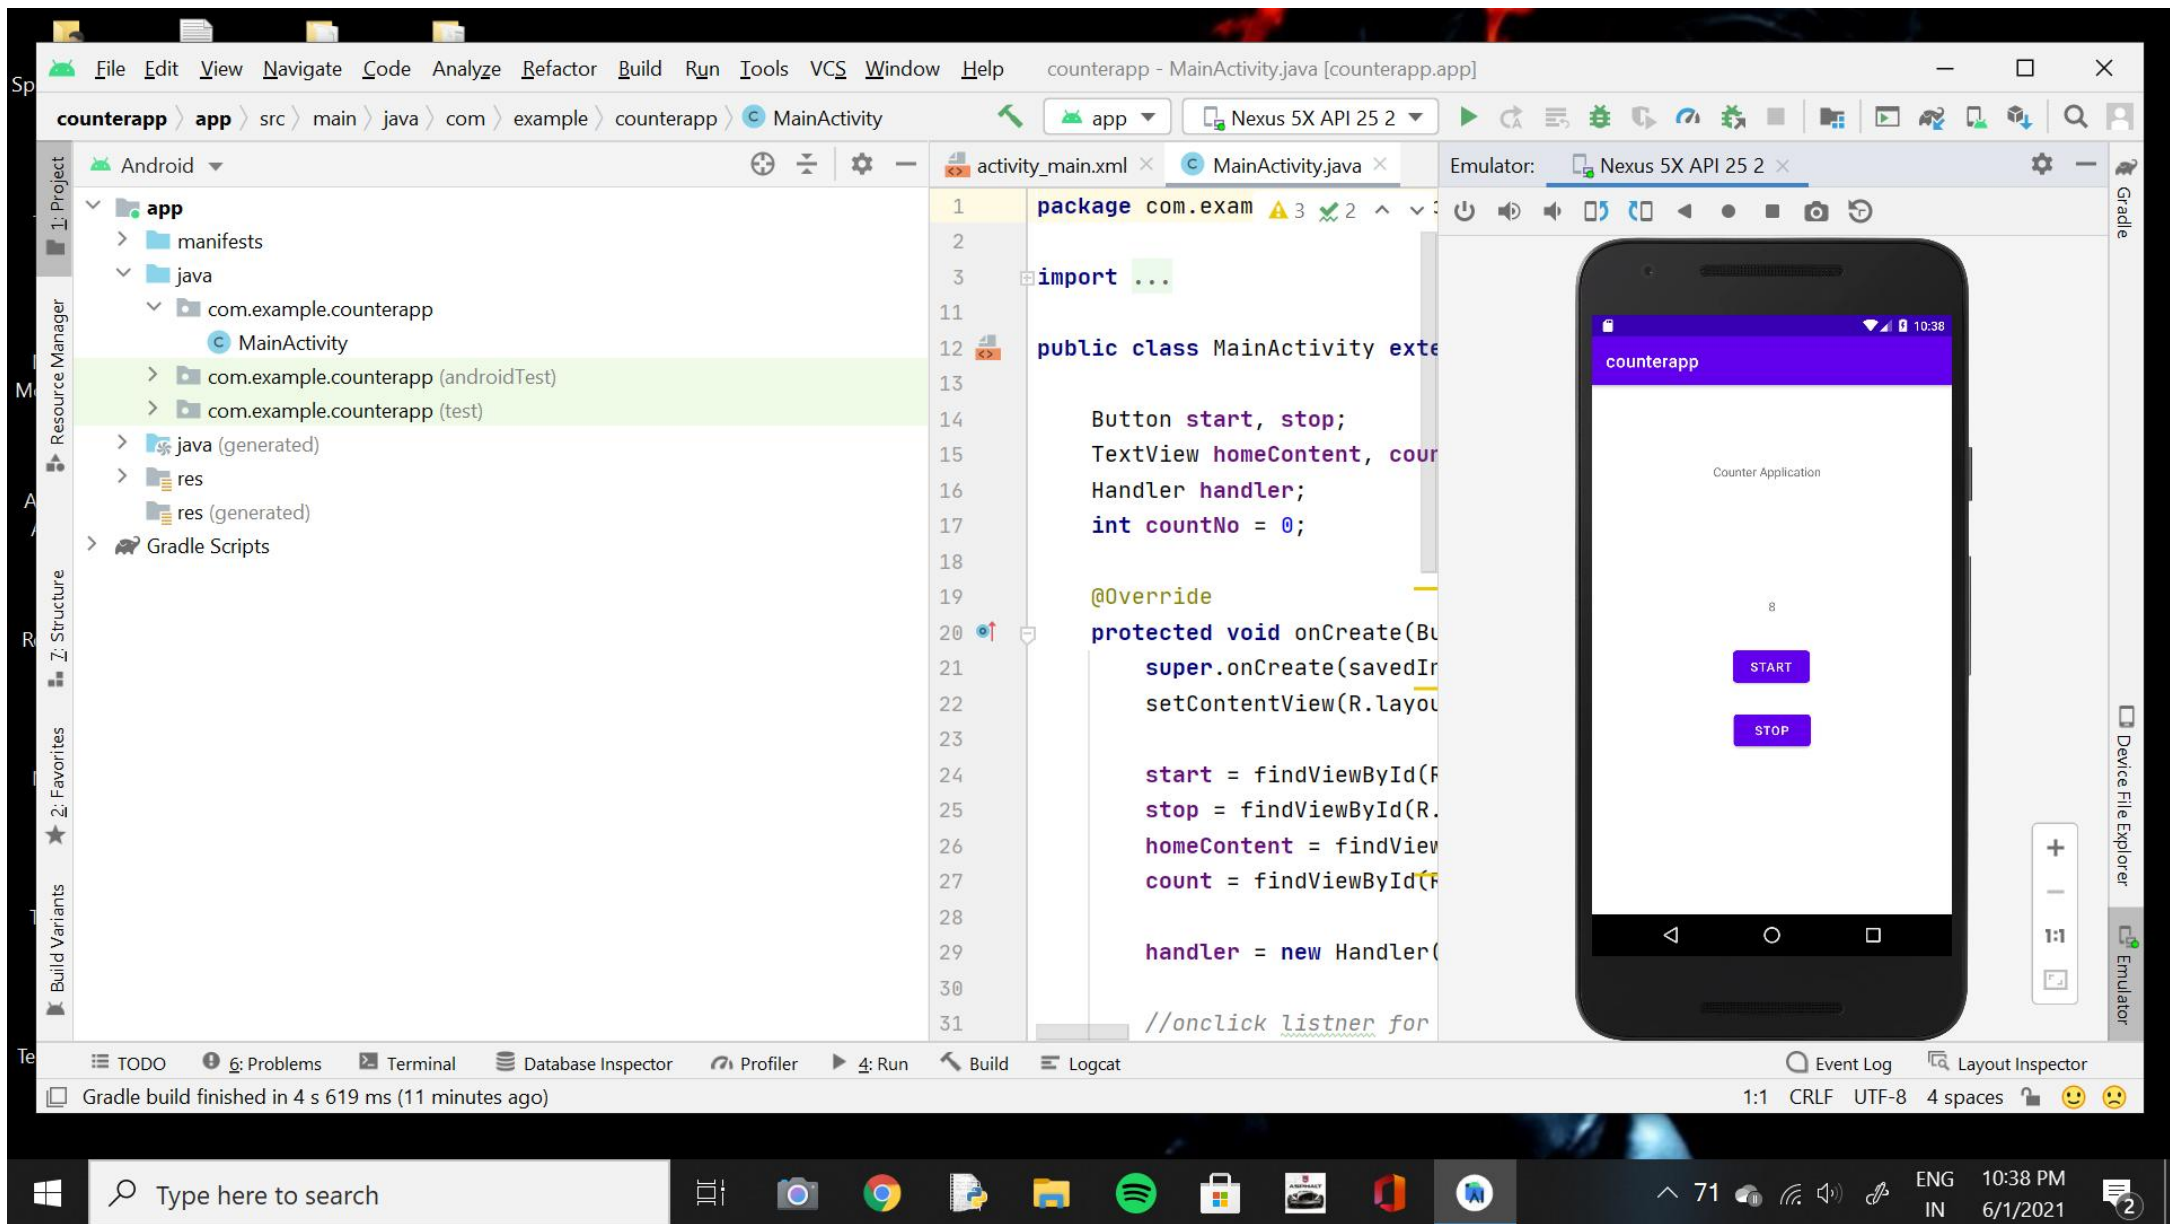 File Edit View Navigate Code Analyze Refactor Build Run Tools VCS Window Help counterapp - MainActivity.java [counterapp.app]
counterapp app src main java com example counterapp MainActivity app Nexus 5X API 25 2
Android
activity_main.xml MainActivity.java
Emulator: Nexus 5X API 25 2
1: Project
Resource Manager
7: Structure
2: Favorites
Build Variants
app
manifests
java
com.example.counterapp
MainActivity
com.example.counterapp (androidTest)
com.example.counterapp (test)
java (generated)
res
res (generated)
Gradle Scripts
1 package com.exam 3 2
2
3 import ...
11
12 public class MainActivity exte
13
14 Button start, stop;
15 TextView homeContent, cour
16 Handler handler;
17 int countNo = 0;
18
19 @Override
20 protected void onCreate(Bu
21 super.onCreate(savedIn
22 setContentView(R.layou
23
24 start = findViewById(R
25 stop = findViewById(R.
26 homeContent = findView
27 count = findViewById(R
28
29 handler = new Handler(
30
31 //onclick listner for
10:38
counterapp
Counter Application
8
START
STOP
1:1
Gradle
Device File Explorer
Emulator
TODO 6: Problems Terminal Database Inspector Profiler 4: Run Build Logcat Event Log Layout Inspector
Gradle build finished in 4 s 619 ms (11 minutes ago) 1:1 CRLF UTF-8 4 spaces
Type here to search
71
ENG
IN
10:38 PM
6/1/2021
2
Sp
Te